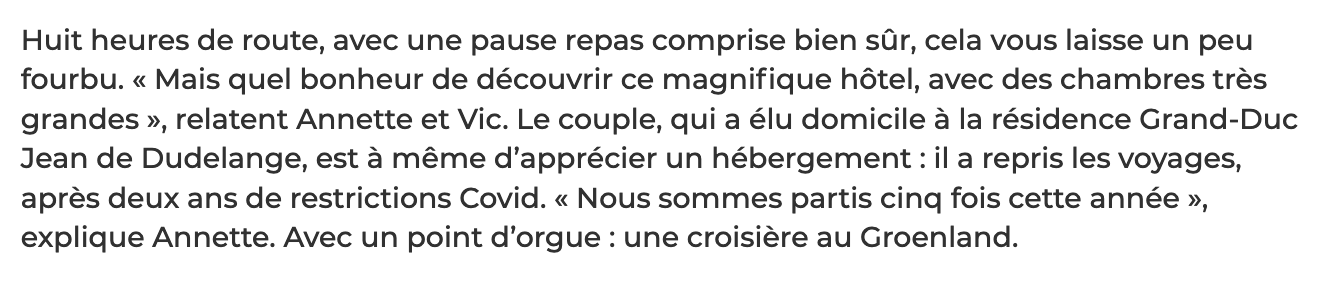 Huit heures de route, avec une pause repas comprise bien sûr, cela vous laisse un peu
fourbu. « Mais quel bonheur de découvrir ce magnifique hôtel, avec des chambres très
grandes », relatent Annette et Vic. Le couple, qui a élu domicile à la résidence Grand-Duc
Jean de Dudelange, est à même d’apprécier un hébergement : il a repris les voyages,
après deux ans de restrictions Covid. « Nous sommes partis cinq fois cette année »,
explique Annette. Avec un point d’orgue : une croisière au Groenland.